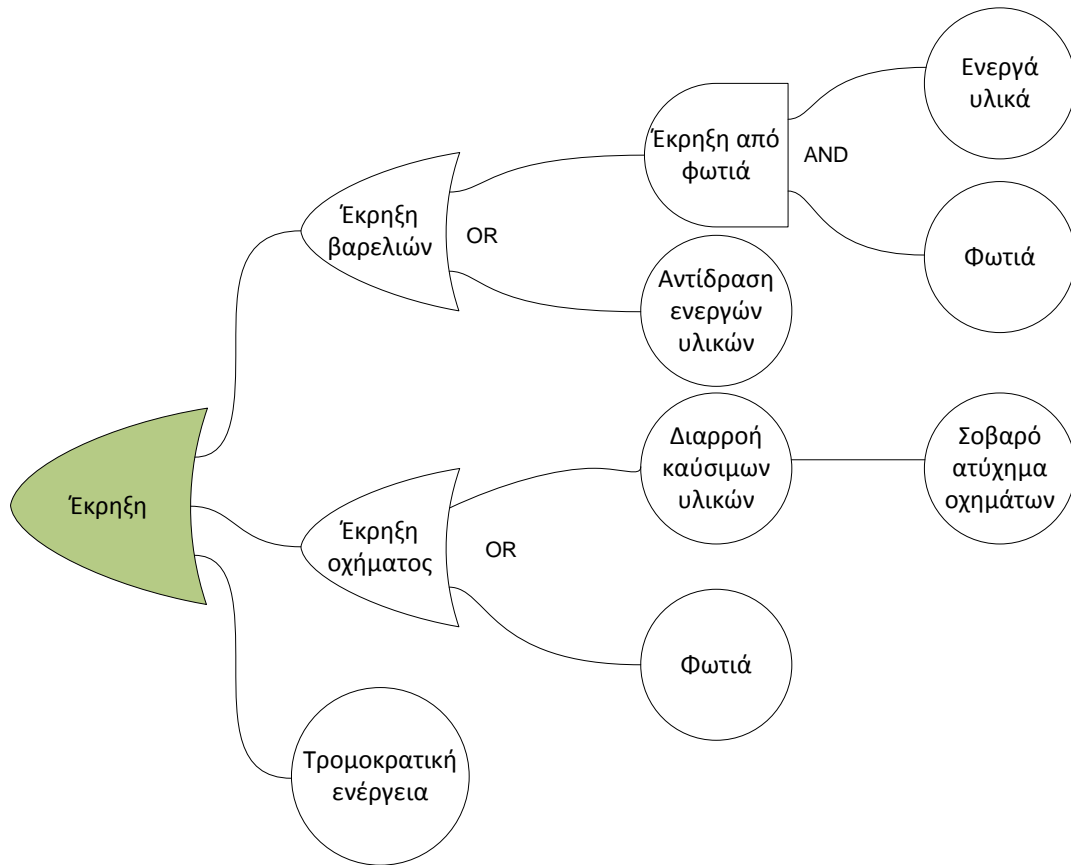 Ενεργά
υλικά
Έκρηξη από
φωτιά
AND
Έκρηξη
βαρελιών
OR
Φωτιά
Αντίδραση
ενεργών
υλικών
Διαρροή
καύσιμων
υλικών
Σοβαρό
ατύχημα
οχημάτων
Έκρηξη
Έκρηξη
οχήματος
OR
Φωτιά
Τρομοκρατική
ενέργεια